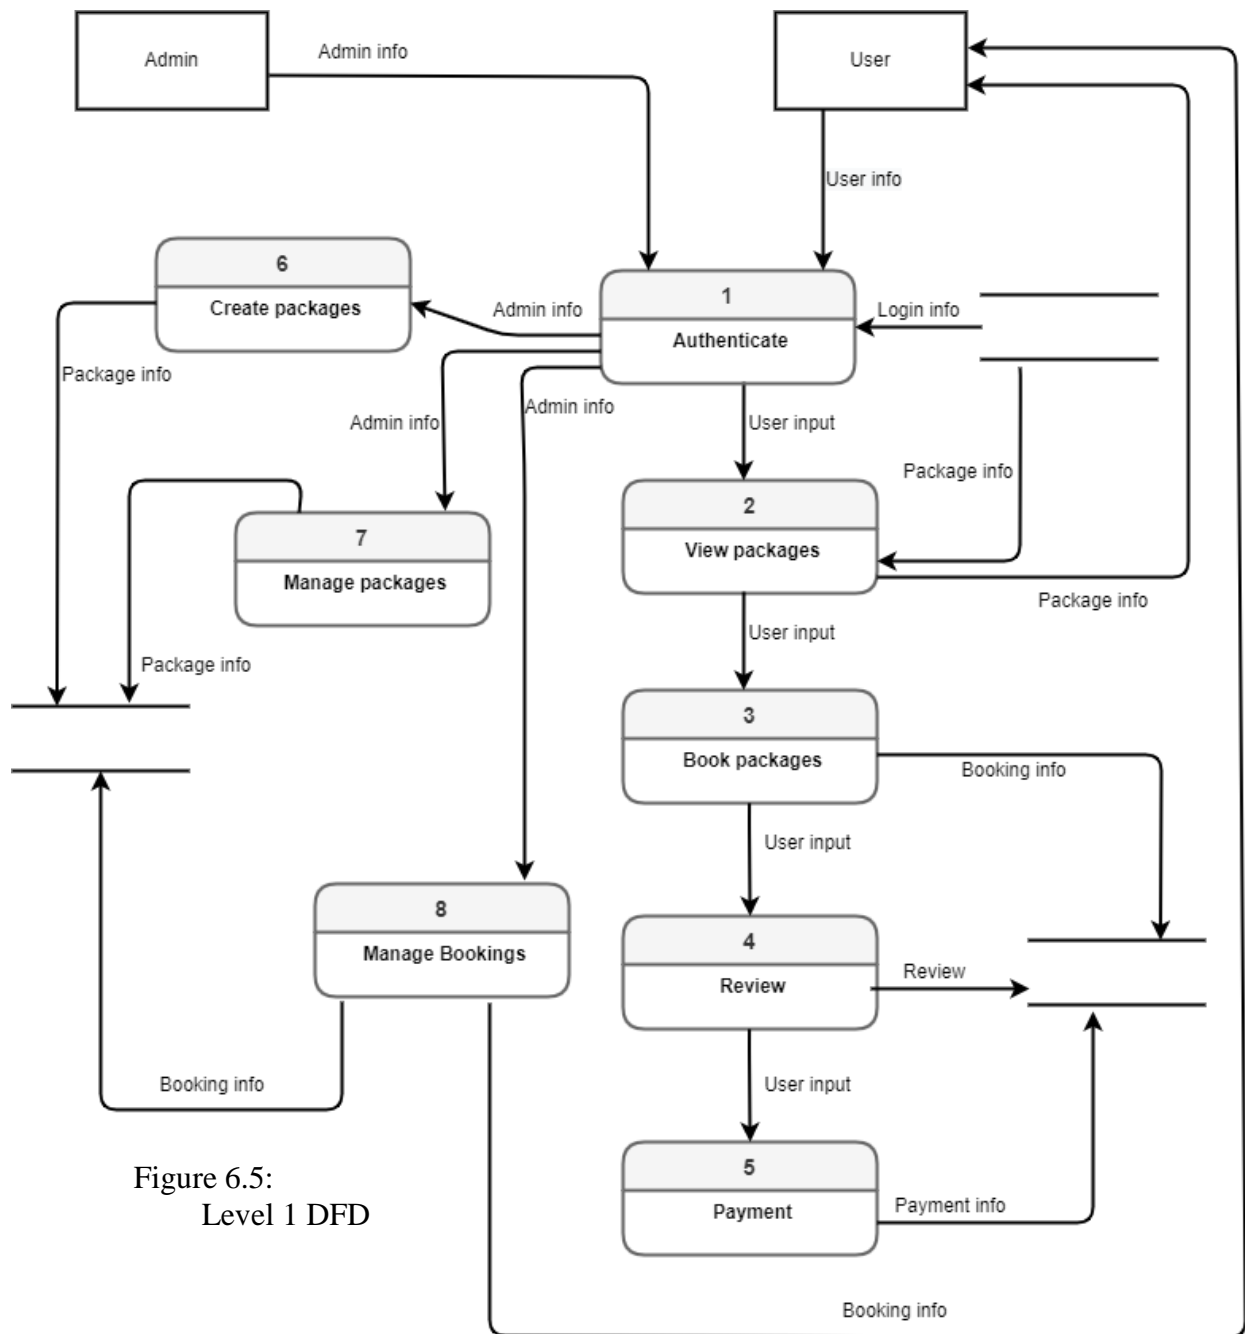 Admin
Admin info
User
User info
6
Create packages
Admin info
1
Authenticate
Login info
Package info
Admin info
Admin info
User input
Package info
2
View packages
7
Manage packages
Package info
User input
Package info
3
Book packages
Booking info
User input
8
Manage Bookings
4
Review
Review
Booking info
User input
5
Payment
Payment info
Figure 6.5:
Level 1 DFD
Booking info